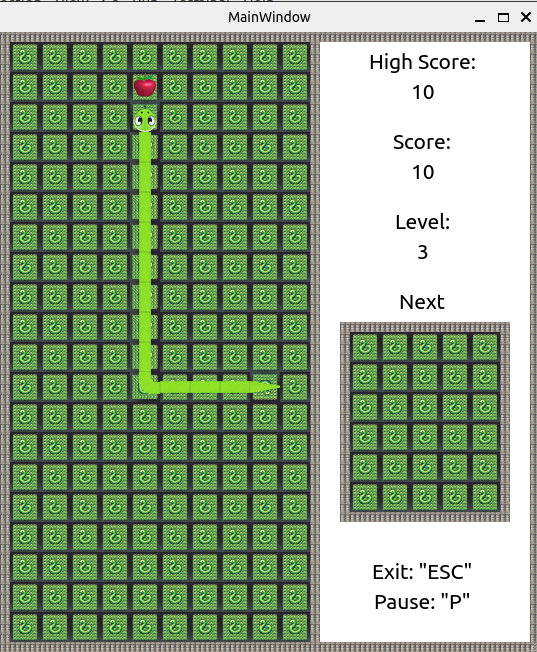 MainWindow
High Score:
10
Score:
10
Level:
3
Next
Exit: "ESC"
Pause: "P"